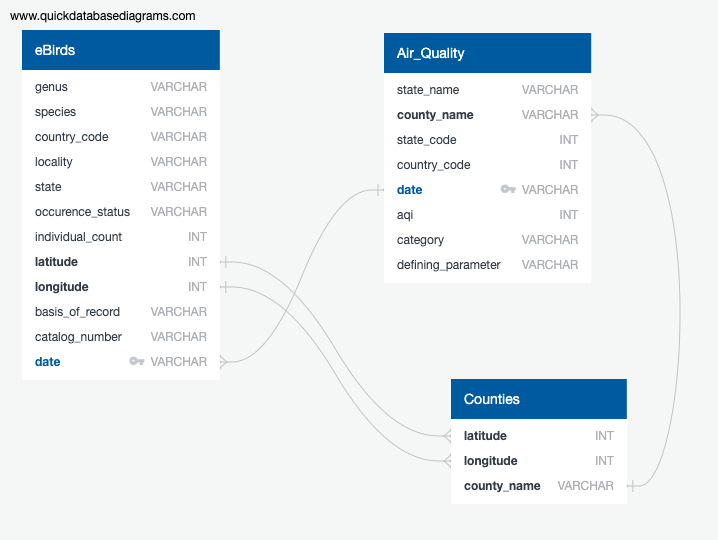 www.quickdatabasediagrams.com
eBirds
genus VARCHAR
species VARCHAR
country_code VARCHAR
locality VARCHAR
state VARCHAR
occurence_status VARCHAR
individual_count INT
latitude INT
longitude INT
basis_of_record VARCHAR
catalog_number VARCHAR
date VARCHAR
Air_Quality
state_name VARCHAR
county_name VARCHAR
state_code INT
country_code INT
date VARCHAR
aqi INT
category VARCHAR
defining_parameter VARCHAR
Counties
latitude INT
longitude INT
county_name VARCHAR